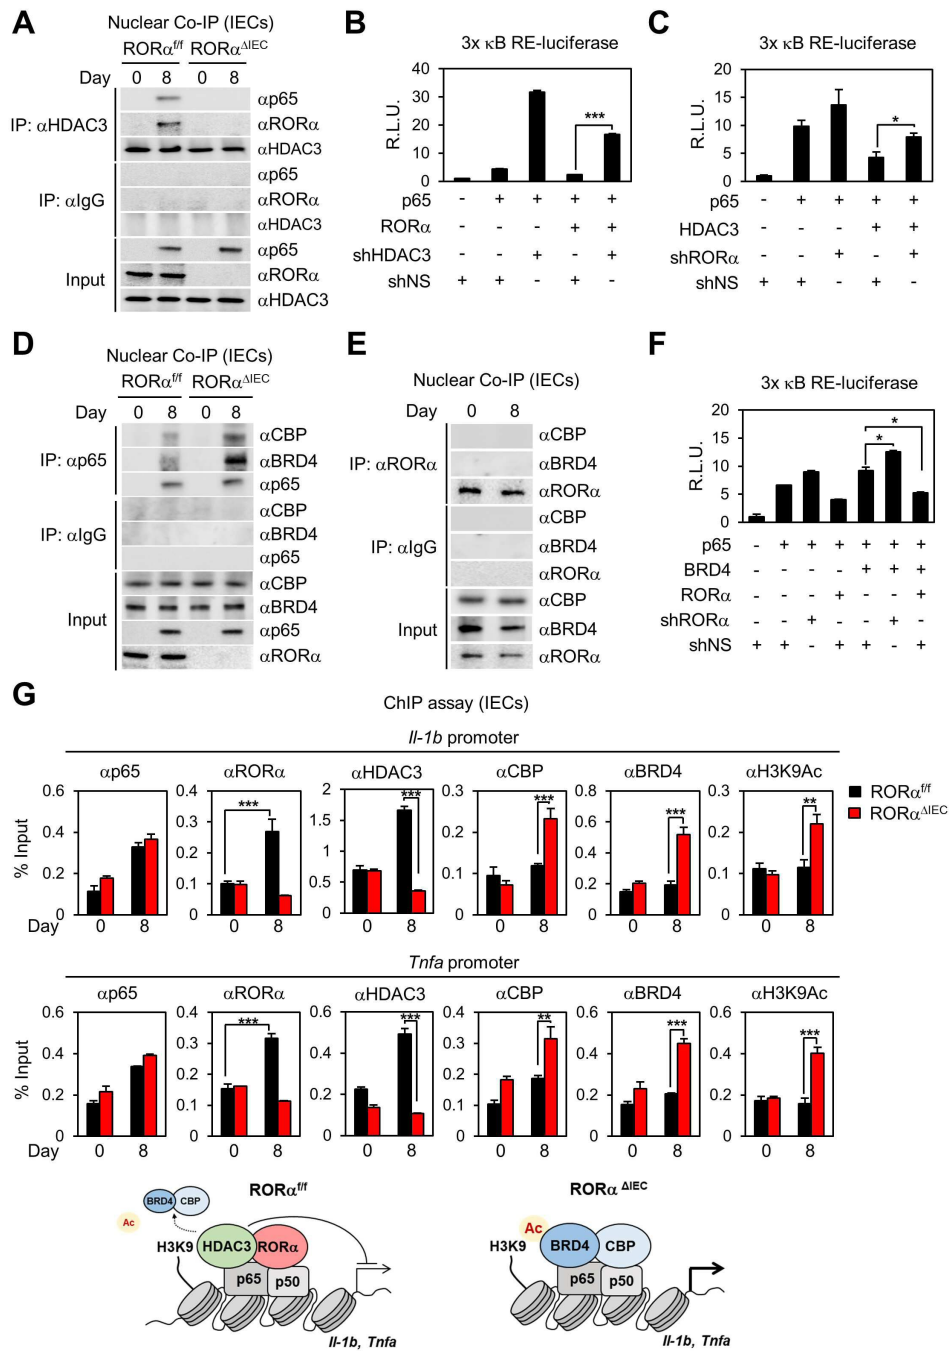 A
Nuclear Co-IP (IECs)
RORα^f/f RORα^ΔIEC
Day 0 8 0 8
IP: αHDAC3
αp65
αRORα
αHDAC3
IP: αIgG
αp65
αRORα
αHDAC3
Input
αp65
αRORα
αHDAC3
B
3x κB RE-luciferase
R.L.U.
40
30
20
10
0
***
p65 - + + + +
RORα - - - + +
shHDAC3 - - + - +
shNS + + - + -
C
3x κB RE-luciferase
R.L.U.
20
15
10
5
0
*
p65 - + + + +
HDAC3 - - - + +
shRORα - - + - +
shNS + + - + -
D
Nuclear Co-IP (IECs)
RORα^f/f RORα^ΔIEC
Day 0 8 0 8
IP: αp65
αCBP
αBRD4
αp65
IP: αIgG
αCBP
αBRD4
αp65
Input
αCBP
αBRD4
αp65
αRORα
E
Nuclear Co-IP (IECs)
Day 0 8
IP: αRORα
αCBP
αBRD4
αRORα
IP: αIgG
αCBP
αBRD4
αRORα
Input
αCBP
αBRD4
αRORα
F
3x κB RE-luciferase
R.L.U.
20
15
10
5
0
*
*
p65 - + + + + + +
BRD4 - - - - + + +
RORα - - - + - - +
shRORα - - + - - + -
shNS + + - + + - +
G
ChIP assay (IECs)
Il-1b promoter
αp65 αRORα αHDAC3 αCBP αBRD4 αH3K9Ac
% Input
0.6 0.4 0.2 0
0.4 0.3 0.2 0.1 0
***
2 1.5 1 0.5 0
***
0.3 0.2 0.1 0
***
0.8 0.6 0.4 0.2 0
***
0.3 0.2 0.1 0
**
RORα^f/f
RORα^ΔIEC
Day 0 8 0 8 0 8 0 8 0 8 0 8
Tnfa promoter
αp65 αRORα αHDAC3 αCBP αBRD4 αH3K9Ac
% Input
0.6 0.4 0.2 0
0.4 0.3 0.2 0.1 0
***
0.6 0.4 0.2 0
***
0.4 0.3 0.2 0.1 0
**
0.6 0.4 0.2 0
***
0.6 0.4 0.2 0
***
Day 0 8 0 8 0 8 0 8 0 8 0 8
RORα^f/f
BRD4 CBP
Ac
H3K9 HDAC3 RORα
p65 p50
Il-1b, Tnfa
RORα ^ΔIEC
Ac
H3K9 BRD4 CBP
p65 p50
Il-1b, Tnfa